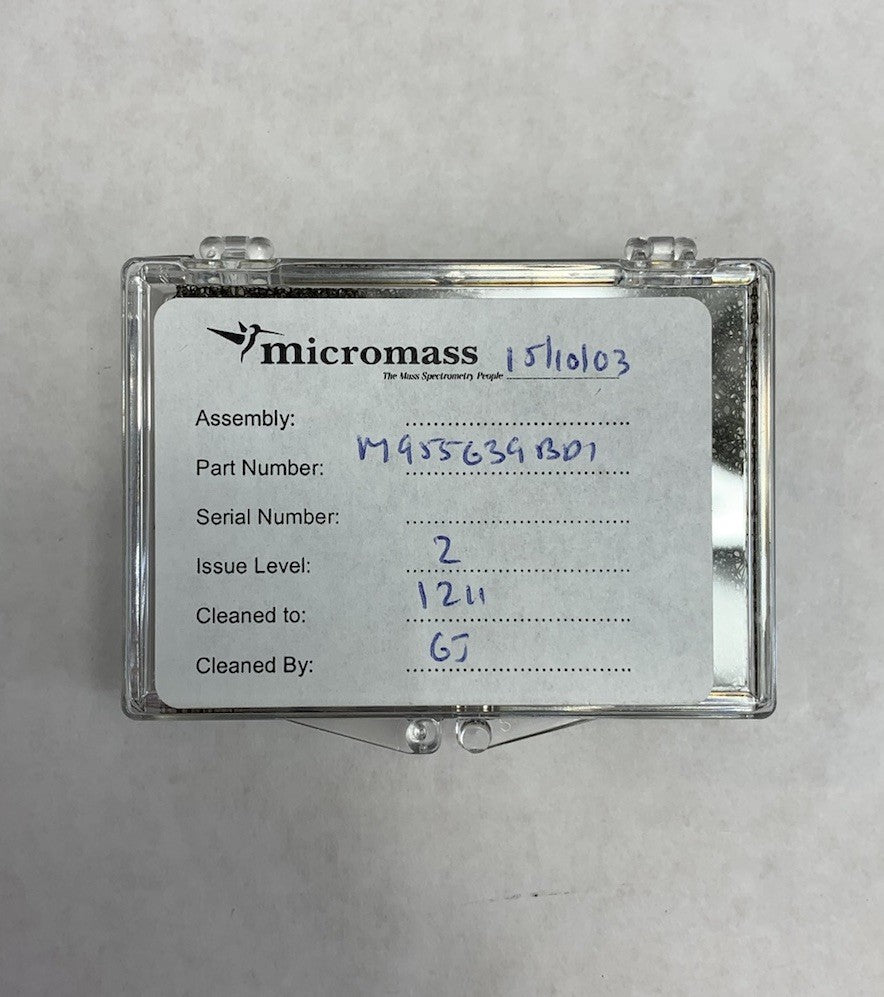 micromass 15/10/03
The Mass Spectrometry People
Assembly: ..............................
Part Number: M955639BD1
Serial Number: ..............................
Issue Level: 2
Cleaned to: 1211
Cleaned By: GJ